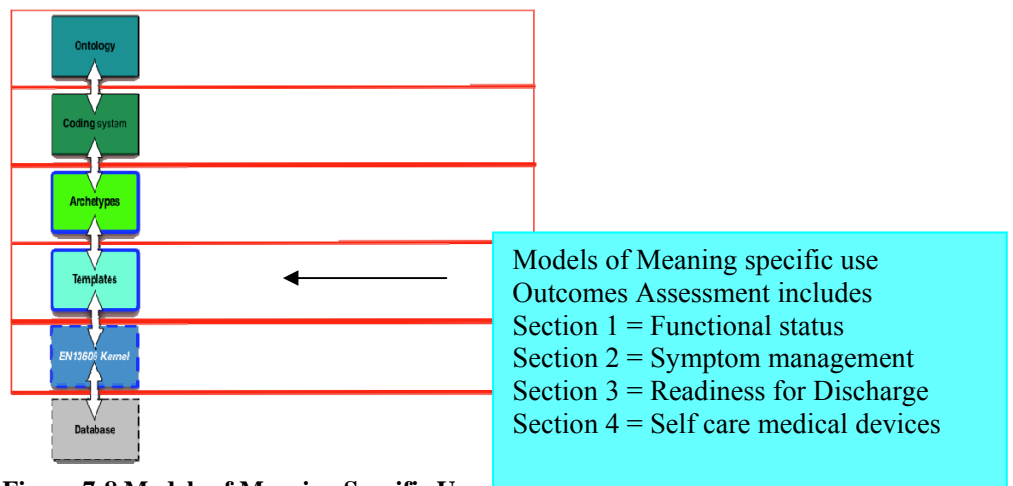 Ontology
Coding system
Archetypes
Templates
EN13606 Kernel
Database
Models of Meaning specific use
Outcomes Assessment includes
Section 1 = Functional status
Section 2 = Symptom management
Section 3 = Readiness for Discharge
Section 4 = Self care medical devices